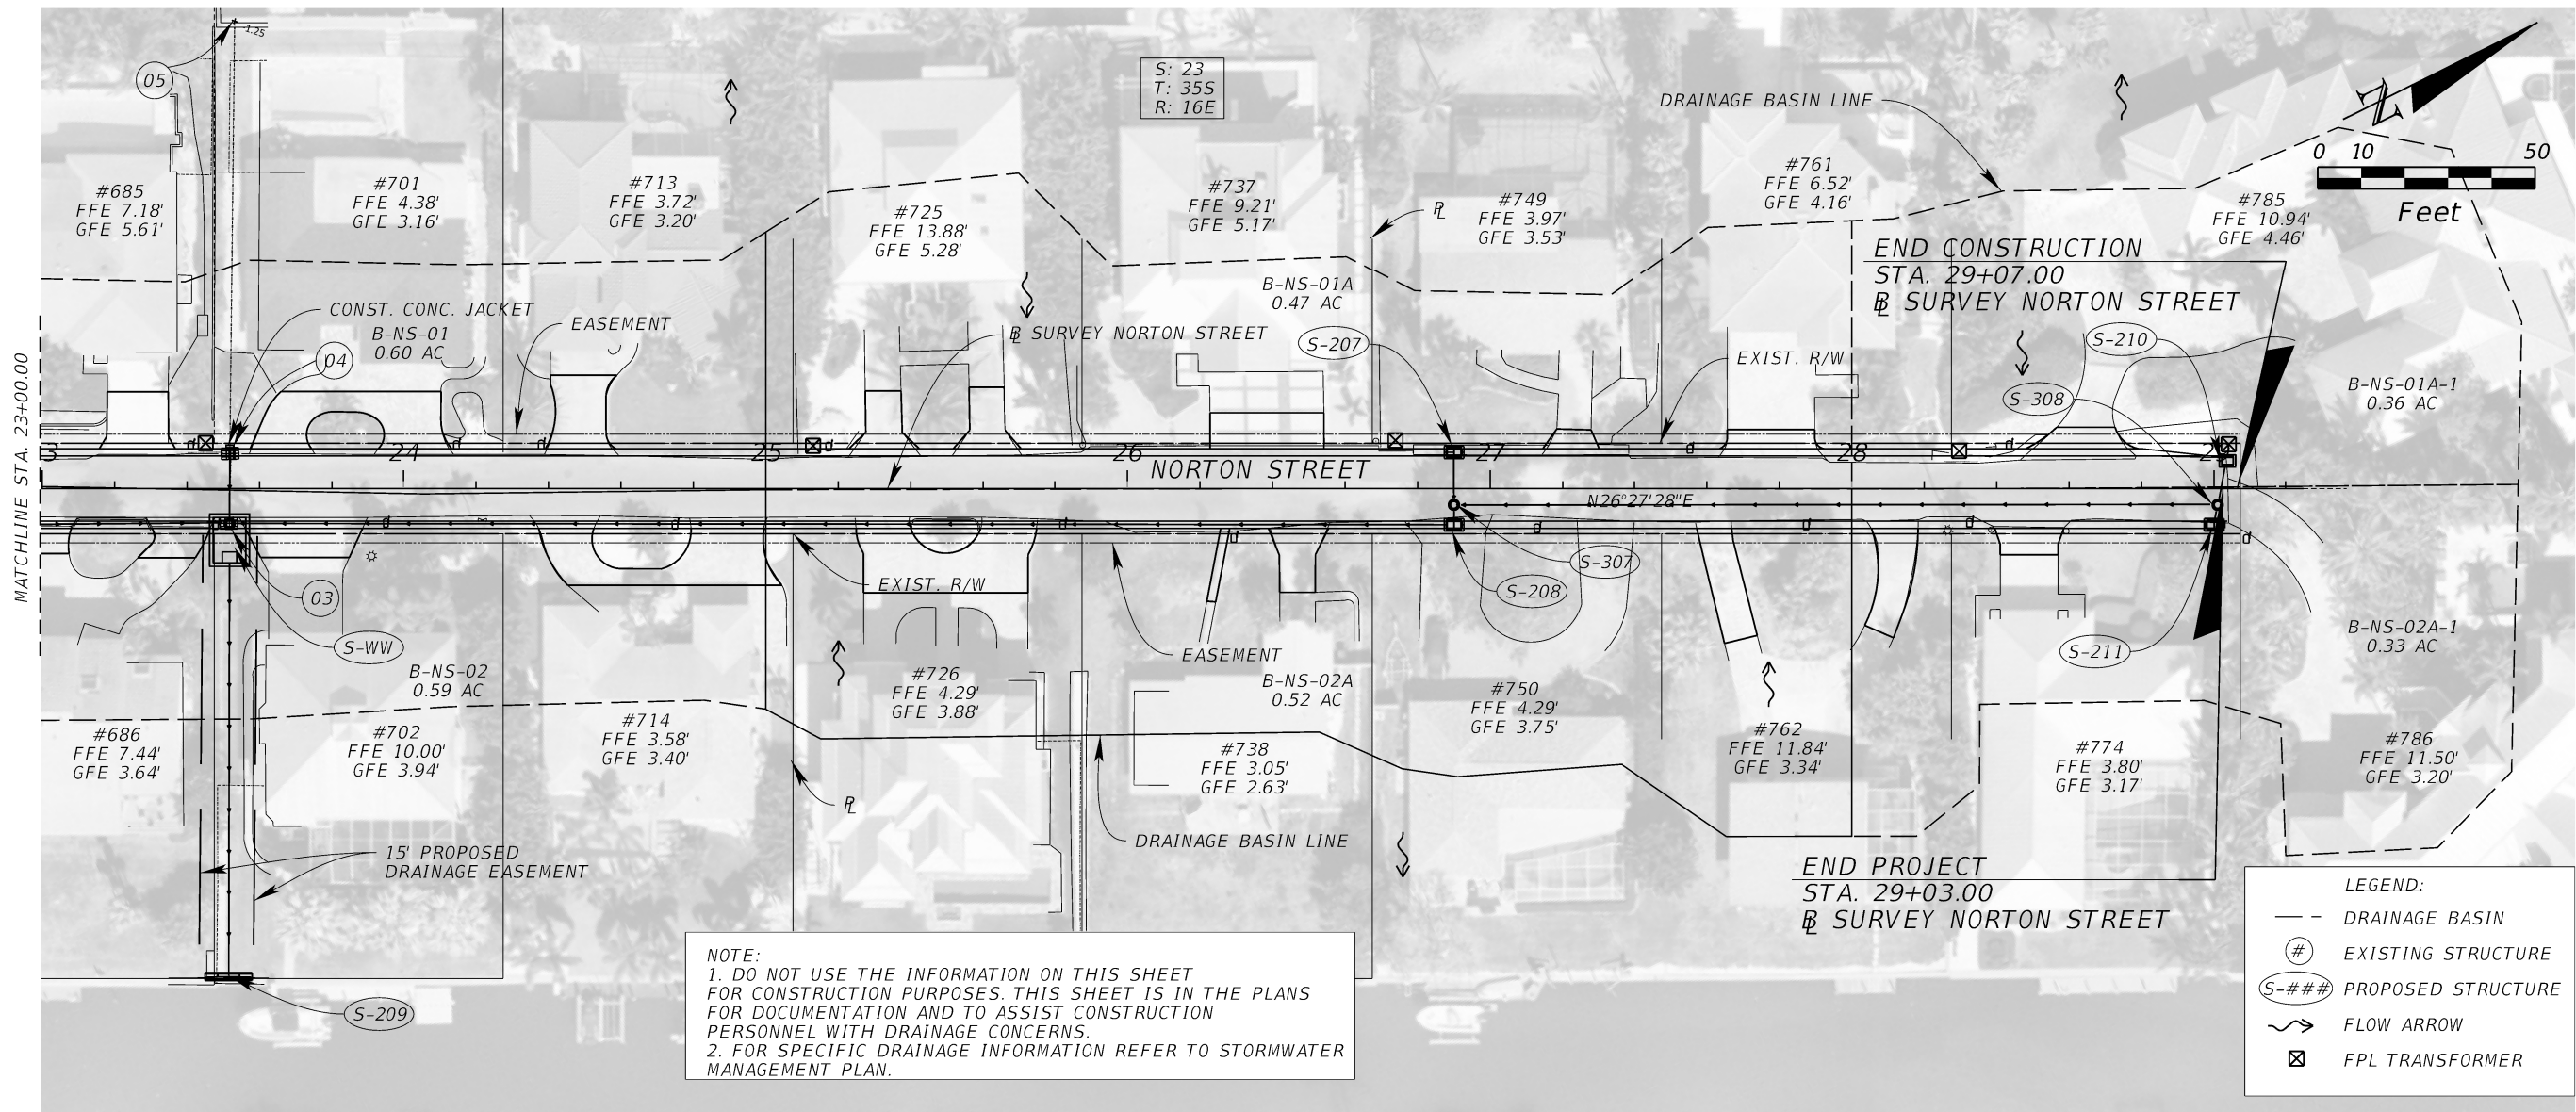 05
1.25
S: 23
T: 35S
R: 16E
DRAINAGE BASIN LINE
N
0 10 50
Feet
#685
FFE 7.18'
GFE 5.61'
#701
FFE 4.38'
GFE 3.16'
#713
FFE 3.72'
GFE 3.20'
#725
FFE 13.88'
GFE 5.28'
#737
FFE 9.21'
GFE 5.17'
PL
#749
FFE 3.97'
GFE 3.53'
#761
FFE 6.52'
GFE 4.16'
#785
FFE 10.94'
GFE 4.46'
END CONSTRUCTION
STA. 29+07.00
BL SURVEY NORTON STREET
CONST. CONC. JACKET
B-NS-01
0.60 AC
04
EASEMENT
BL SURVEY NORTON STREET
B-NS-01A
0.47 AC
S-207
EXIST. R/W
S-210
S-308
B-NS-01A-1
0.36 AC
MATCHLINE STA. 23+00.00
3 24 25 26 27 28
NORTON STREET
N26°27'28"E
03
S-WW
EXIST. R/W
S-307
S-208
EASEMENT
S-211
B-NS-02A-1
0.33 AC
B-NS-02
0.59 AC
#726
FFE 4.29'
GFE 3.88'
B-NS-02A
0.52 AC
#750
FFE 4.29'
GFE 3.75'
#686
FFE 7.44'
GFE 3.64'
#702
FFE 10.00'
GFE 3.94'
#714
FFE 3.58'
GFE 3.40'
#738
FFE 3.05'
GFE 2.63'
#762
FFE 11.84'
GFE 3.34'
#774
FFE 3.80'
GFE 3.17'
#786
FFE 11.50'
GFE 3.20'
PL
DRAINAGE BASIN LINE
15' PROPOSED
DRAINAGE EASEMENT
END PROJECT
STA. 29+03.00
BL SURVEY NORTON STREET
S-209
NOTE:
1. DO NOT USE THE INFORMATION ON THIS SHEET
FOR CONSTRUCTION PURPOSES. THIS SHEET IS IN THE PLANS
FOR DOCUMENTATION AND TO ASSIST CONSTRUCTION
PERSONNEL WITH DRAINAGE CONCERNS.
2. FOR SPECIFIC DRAINAGE INFORMATION REFER TO STORMWATER
MANAGEMENT PLAN.
LEGEND:
DRAINAGE BASIN
# EXISTING STRUCTURE
S-### PROPOSED STRUCTURE
FLOW ARROW
FPL TRANSFORMER